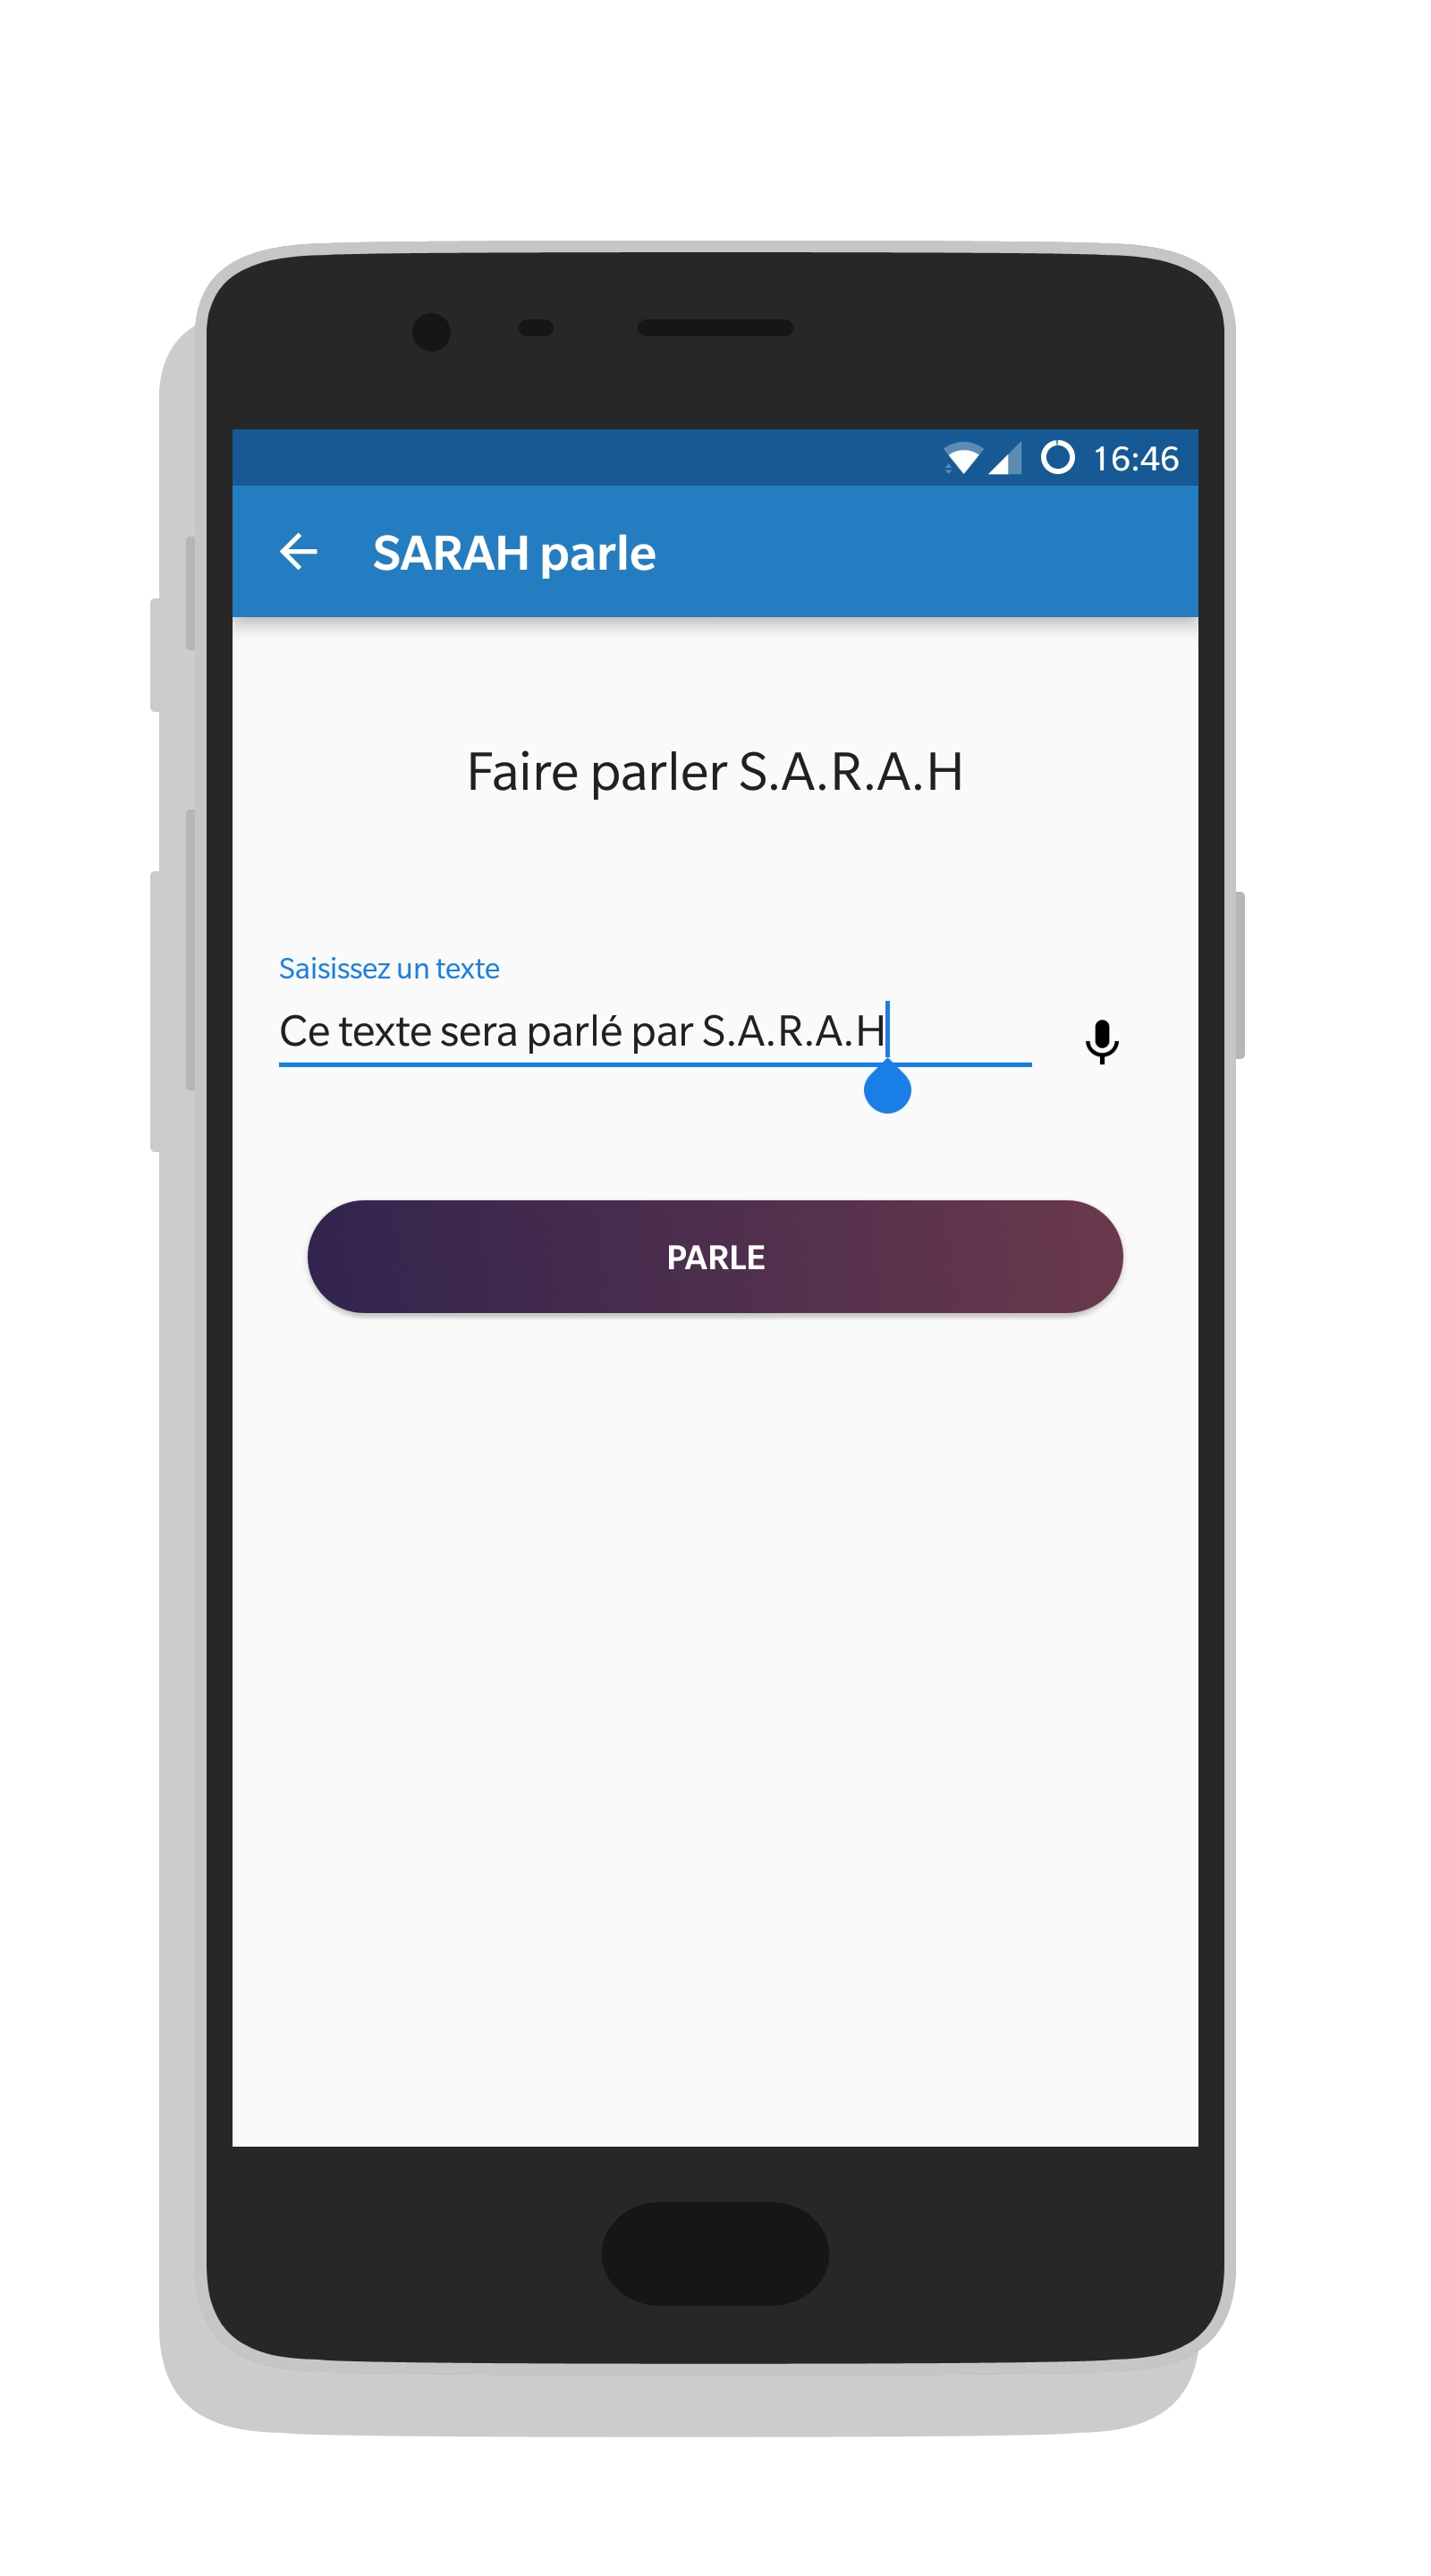 16:46
SARAH parle
Faire parler S.A.R.A.H
Saisissez un texte
Ce texte sera parlé par S.A.R.A.H
PARLE